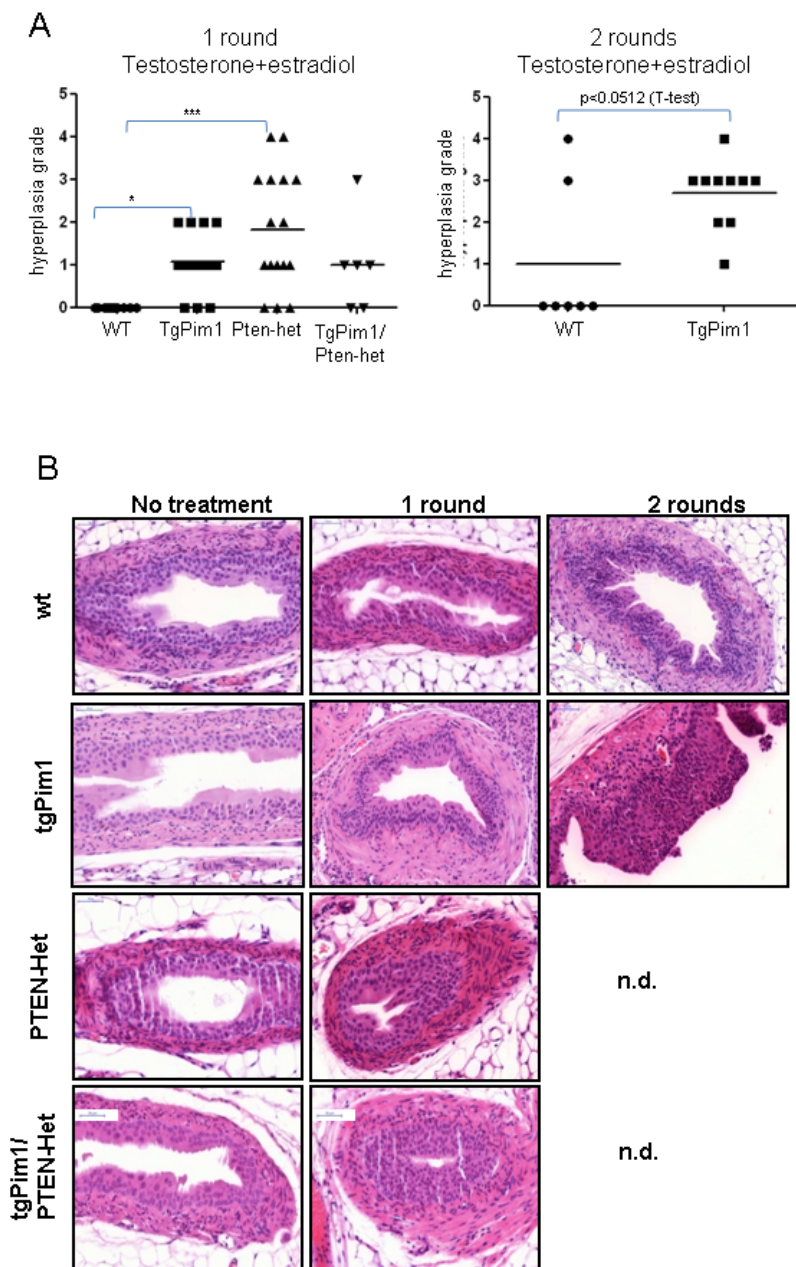 A
1 round
Testosterone+estradiol
hyperplasia grade
5
4
3
2
1
0
***
*
WT
TgPim1
Pten-het
TgPim1/
Pten-het
2 rounds
Testosterone+estradiol
p<0.0512 (T-test)
hyperplasia grade
5
4
3
2
1
0
WT
TgPim1
B
No treatment
1 round
2 rounds
wt
tgPim1
PTEN-Het
n.d.
tgPim1/
PTEN-Het
n.d.